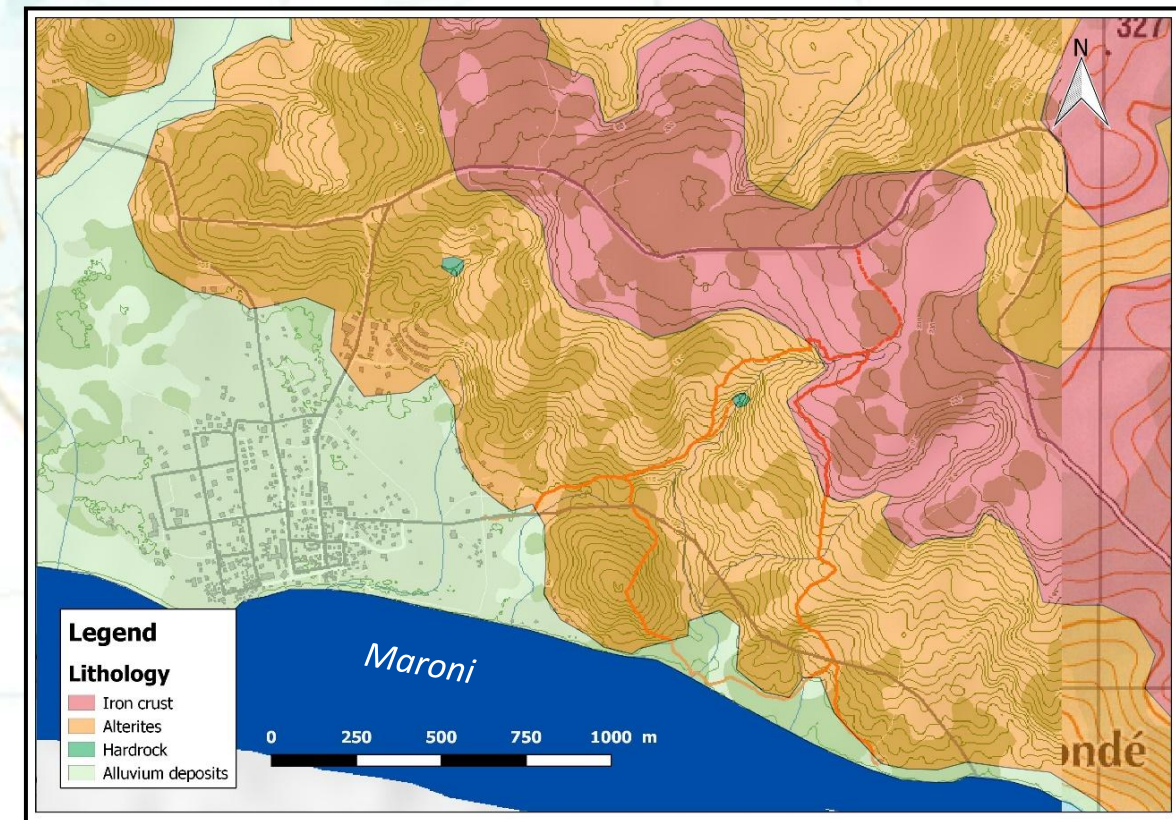 327
N
Maroni
Legend
Lithology
Iron crust
Alterites
Hardrock
Alluvium deposits
0 250 500 750 1000 m
ondé